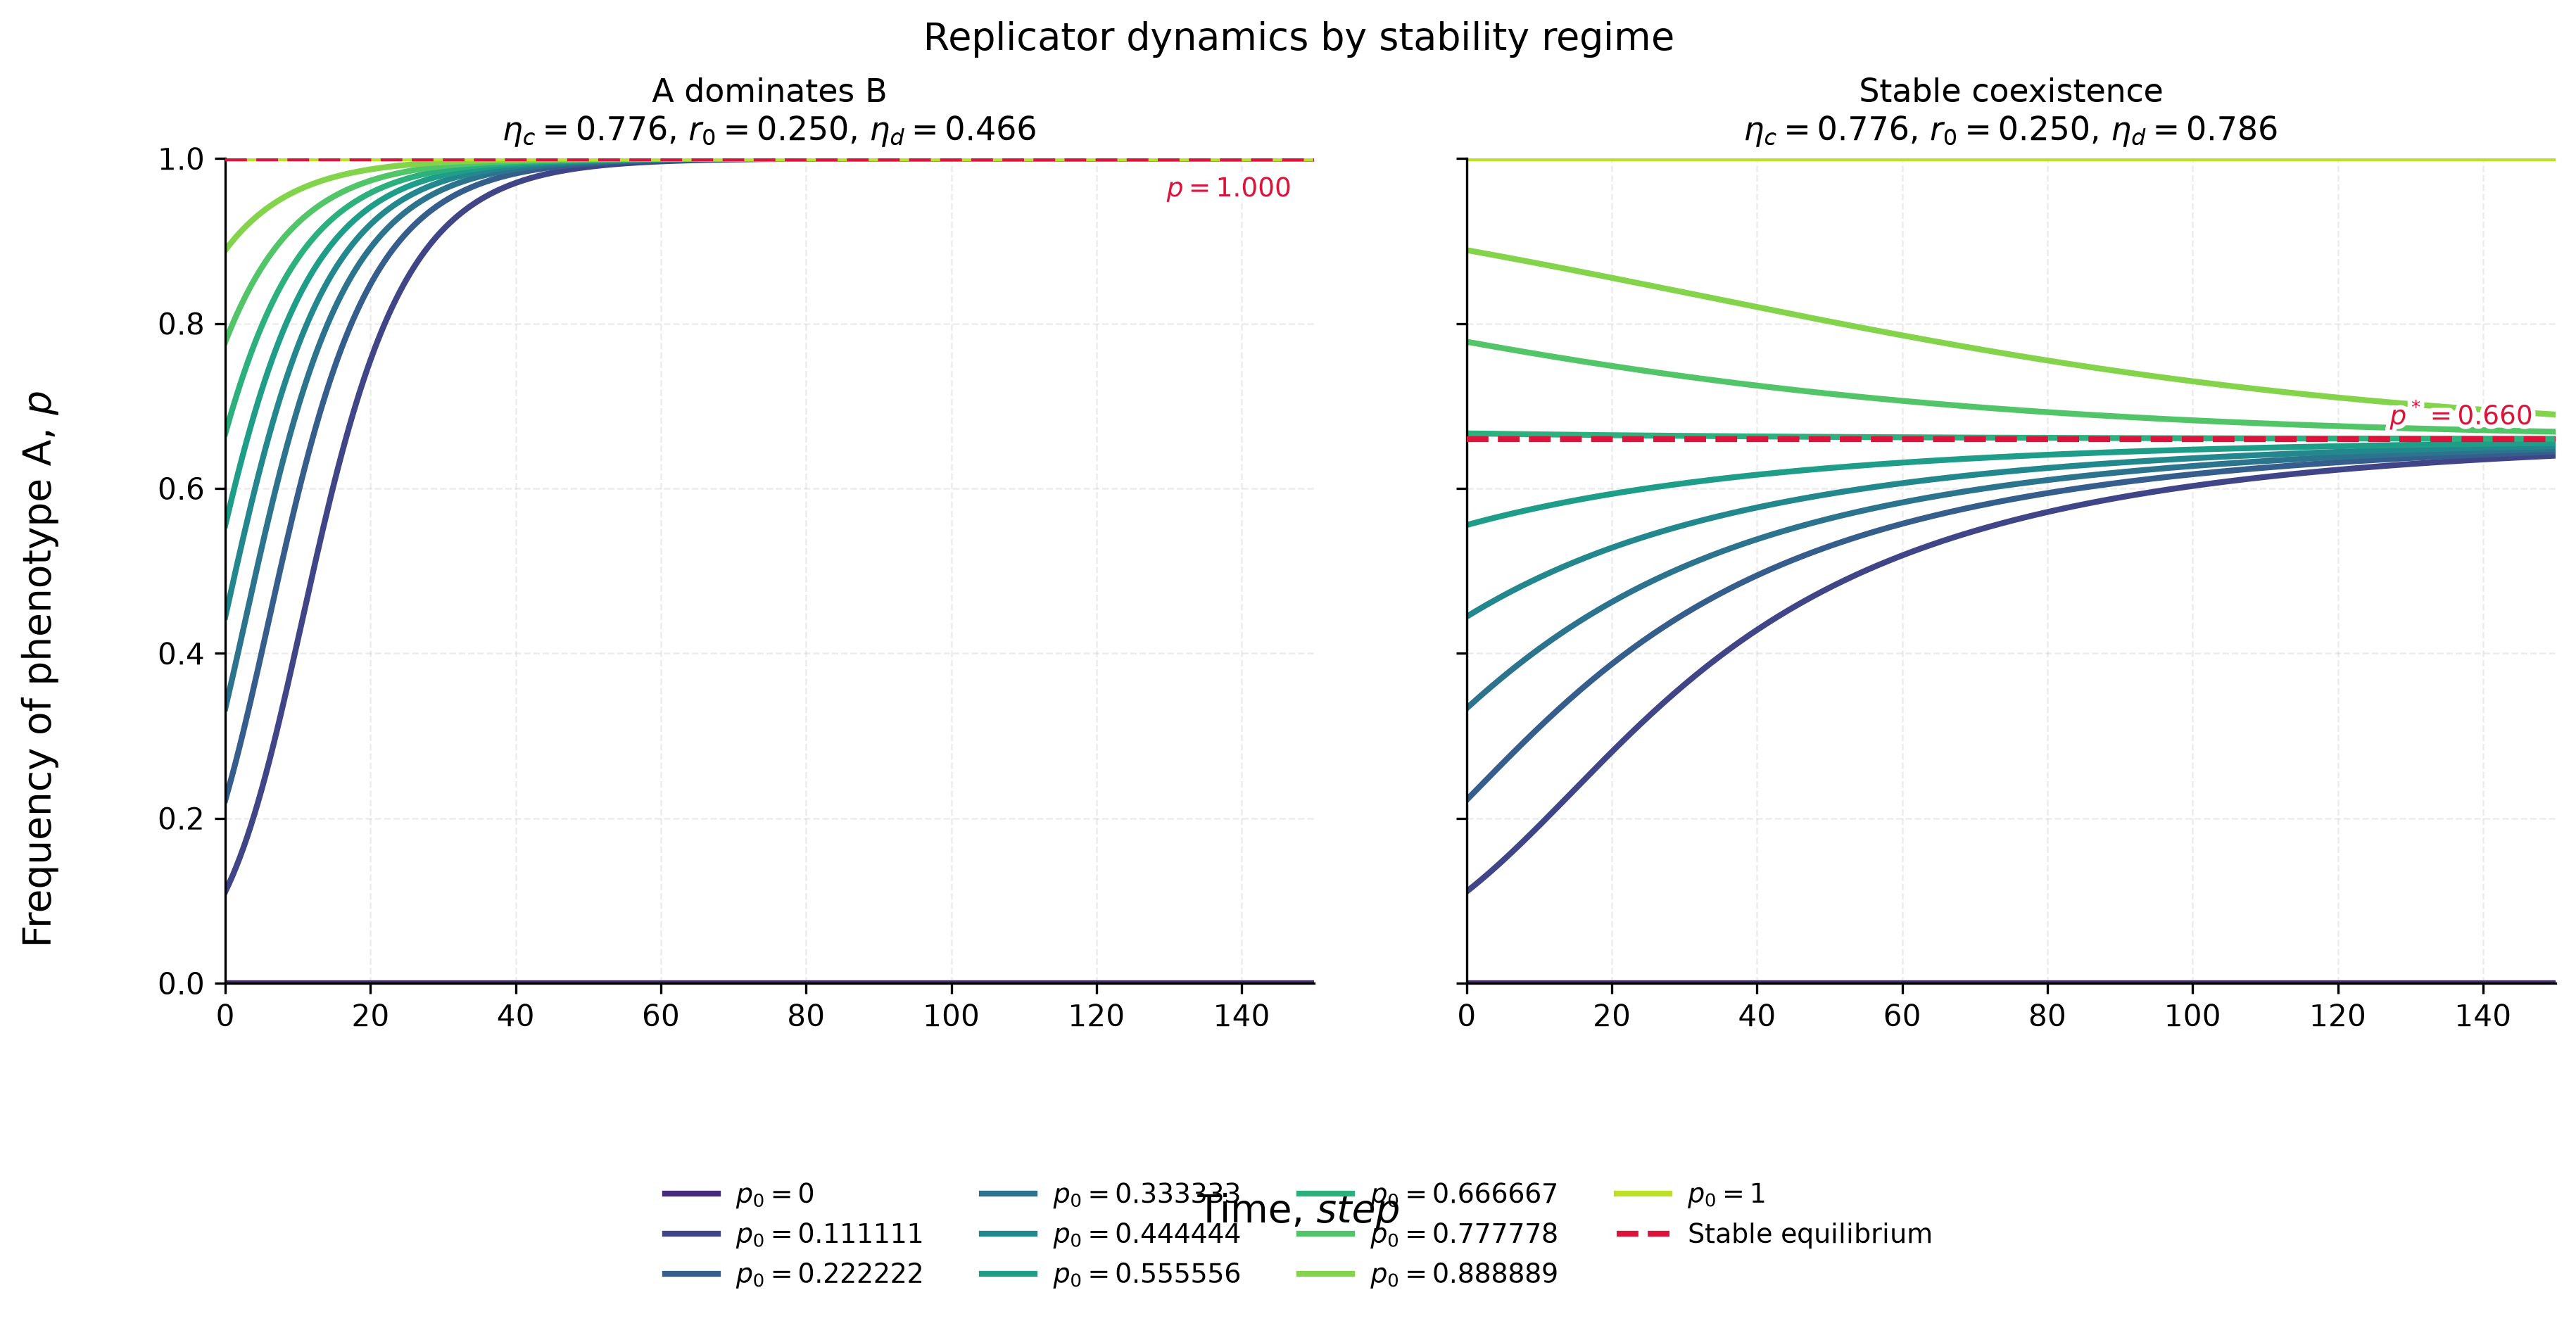 Replicator dynamics by stability regime
A dominates B
η_c = 0.776, r_0 = 0.250, η_d = 0.466
Stable coexistence
η_c = 0.776, r_0 = 0.250, η_d = 0.786
Frequency of phenotype A, p
1.0
0.8
0.6
0.4
0.2
0.0
p = 1.000
p* = 0.660
0 20 40 60 80 100 120 140
0 20 40 60 80 100 120 140
Time, step
p_0 = 0
p_0 = 0.111111
p_0 = 0.222222
p_0 = 0.333333
p_0 = 0.444444
p_0 = 0.555556
p_0 = 0.666667
p_0 = 0.777778
p_0 = 0.888889
p_0 = 1
Stable equilibrium